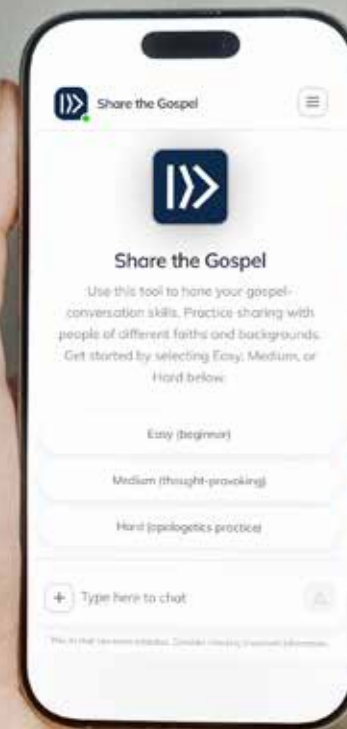 Share the Gospel
Share the Gospel
Use this tool to hone your gospel-
conversation skills. Practice sharing with
people of different faiths and backgrounds.
Get started by selecting Easy, Medium, or
Hard below.
Easy (beginner)
Medium (thought-provoking)
Hard (apologetics practice)
Type here to chat